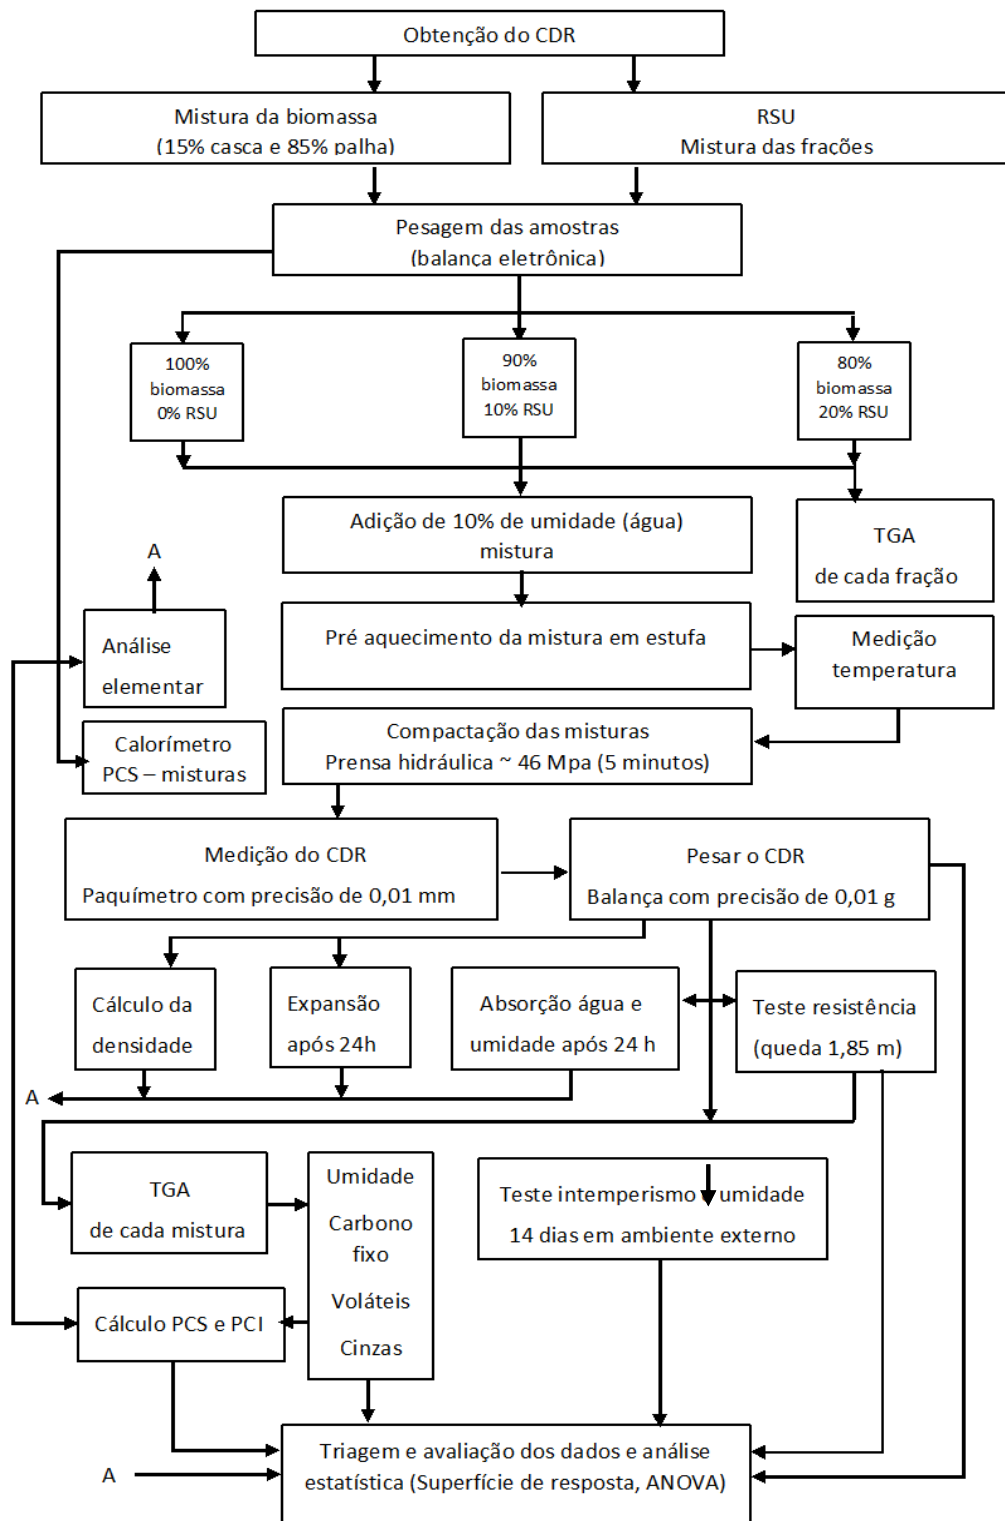 Obtenção do CDR
Mistura da biomassa
(15% casca e 85% palha)
RSU
Mistura das frações
Pesagem das amostras
(balança eletrônica)
100%
biomassa
0% RSU
90%
biomassa
10% RSU
80%
biomassa
20% RSU
Adição de 10% de umidade (água)
mistura
TGA
de cada fração
A
Análise
elementar
Pré aquecimento da mistura em estufa
Medição
temperatura
Calorímetro
PCS – misturas
Compactação das misturas
Prensa hidráulica ~ 46 Mpa (5 minutos)
Medição do CDR
Paquímetro com precisão de 0,01 mm
Pesar o CDR
Balança com precisão de 0,01 g
Cálculo da
densidade
Expansão
após 24h
Absorção água e
umidade após 24 h
Teste resistência
(queda 1,85 m)
A
TGA
de cada mistura
Umidade
Carbono
fixo
Voláteis
Cinzas
Teste intemperismo umidade
14 dias em ambiente externo
Cálculo PCS e PCI
Triagem e avaliação dos dados e análise
estatística (Superfície de resposta, ANOVA)
A